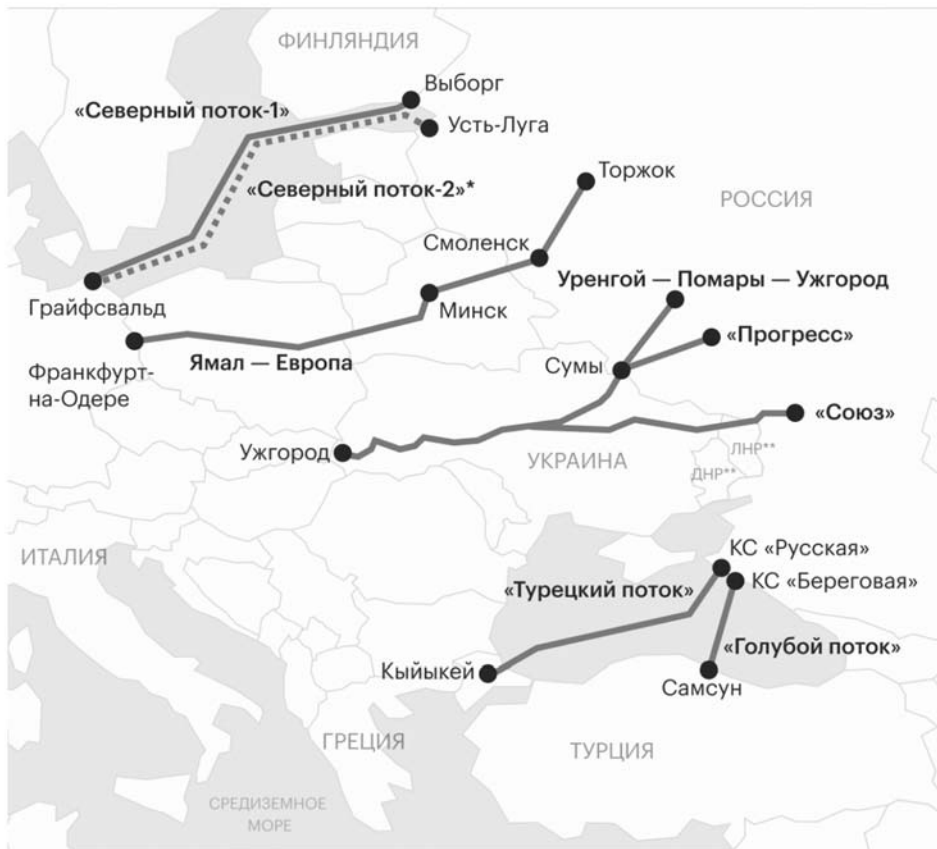 ФИНЛЯНДИЯ
Выборг
«Северный поток-1»
Усть-Луга
«Северный поток-2»*
Торжок
РОССИЯ
Смоленск
Уренгой — Помары — Ужгород
Грайфсвальд
Минск
«Прогресс»
Ямал — Европа
Сумы
Франкфурт-
на-Одере
«Союз»
Ужгород
УКРАИНА
ЛНР**
ДНР**
КС «Русская»
ИТАЛИЯ
КС «Береговая»
«Турецкий поток»
«Голубой поток»
Кыйыкей
Самсун
ГРЕЦИЯ
ТУРЦИЯ
СРЕДИЗЕМНОЕ
МОРЕ